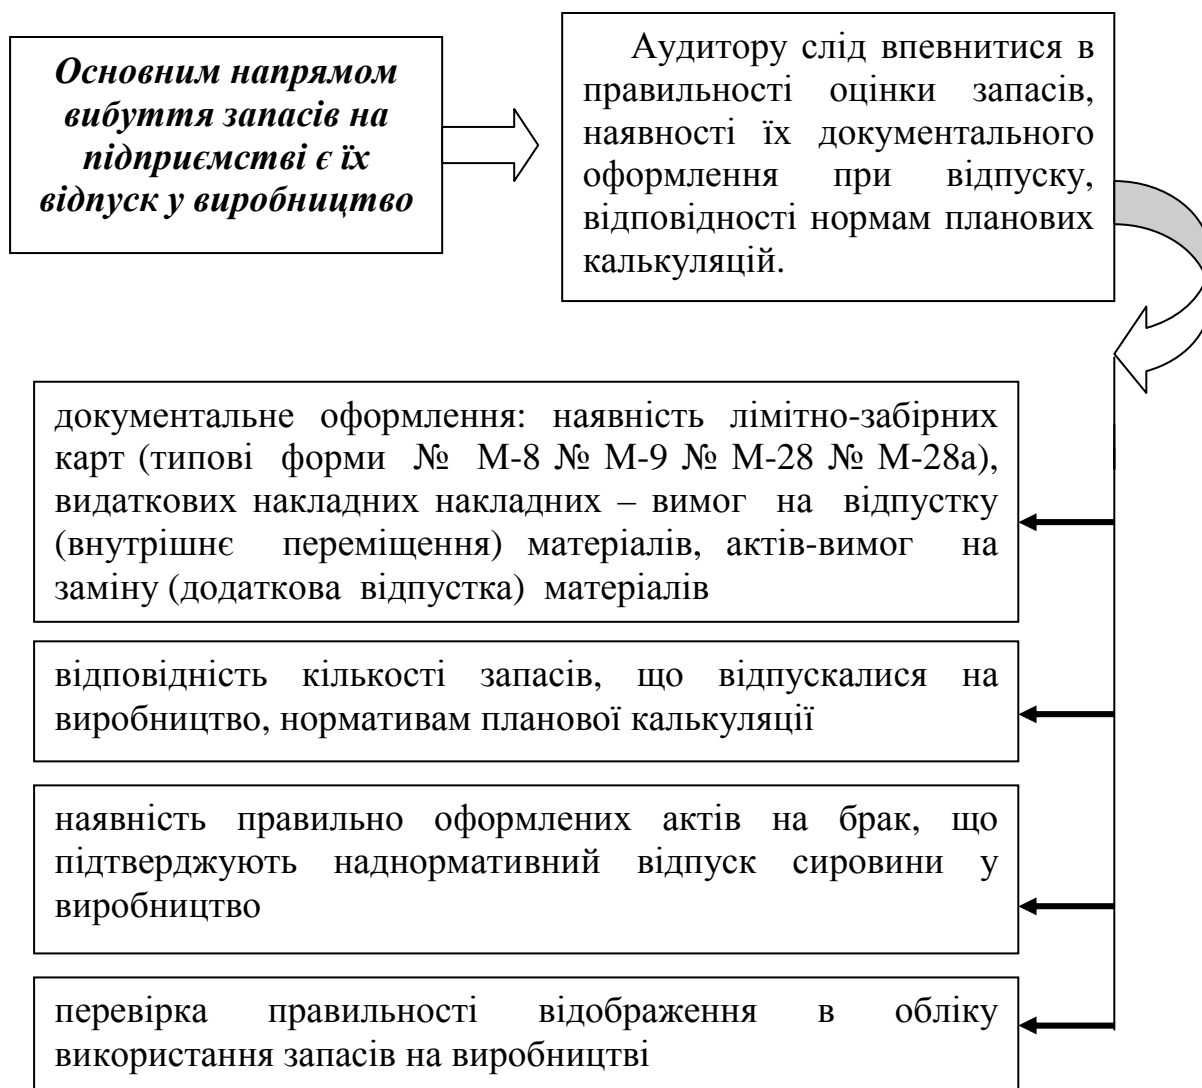 Основним напрямом
вибуття запасів на
підприємстві є їх
відпуск у виробництво
Аудитору слід впевнитися в
правильності оцінки запасів,
наявності їх документального
оформлення при відпуску,
відповідності нормам планових
калькуляцій.
документальне оформлення: наявність лімітно-забірних
карт (типові форми № М-8 № М-9 № М-28 № М-28а),
видаткових накладних накладних – вимог на відпустку
(внутрішнє переміщення) матеріалів, актів-вимог на
заміну (додаткова відпустка) матеріалів
відповідність кількості запасів, що відпускалися на
виробництво, нормативам планової калькуляції
наявність правильно оформлених актів на брак, що
підтверджують наднормативний відпуск сировини у
виробництво
перевірка правильності відображення в обліку
використання запасів на виробництві